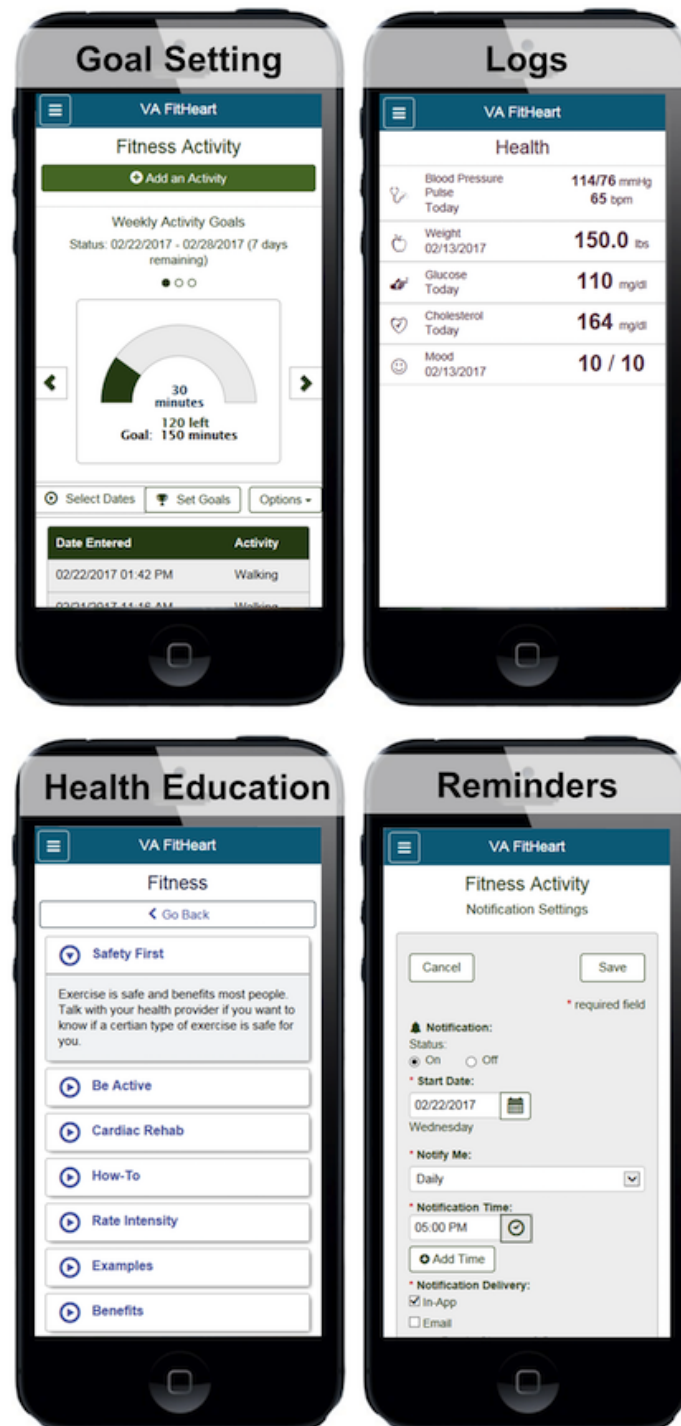 Goal Setting
VA FitHeart
Fitness Activity
Add an Activity
Weekly Activity Goals
Status: 02/22/2017 - 02/28/2017 (7 days
remaining)
30
minutes
120 left
Goal: 150 minutes
Select Dates Set Goals Options
Date Entered Activity
02/22/2017 01:42 PM Walking
02/21/2017 11:16 AM Walking
Logs
VA FitHeart
Health
Blood Pressure 114/76 mmHg
Pulse 65 bpm
Today
Weight 150.0 lbs
02/13/2017
Glucose 110 mg/dl
Today
Cholesterol 164 mg/dl
Today
Mood 10 / 10
02/13/2017
Health Education
VA FitHeart
Fitness
Go Back
Safety First
Exercise is safe and benefits most people.
Talk with your health provider if you want to
know if a certian type of exercise is safe for
you.
Be Active
Cardiac Rehab
How-To
Rate Intensity
Examples
Benefits
Reminders
VA FitHeart
Fitness Activity
Notification Settings
Cancel Save
* required field
Notification:
Status:
On Off
* Start Date:
02/22/2017
Wednesday
* Notify Me:
Daily
* Notification Time:
05:00 PM
Add Time
* Notification Delivery:
In-App
Email